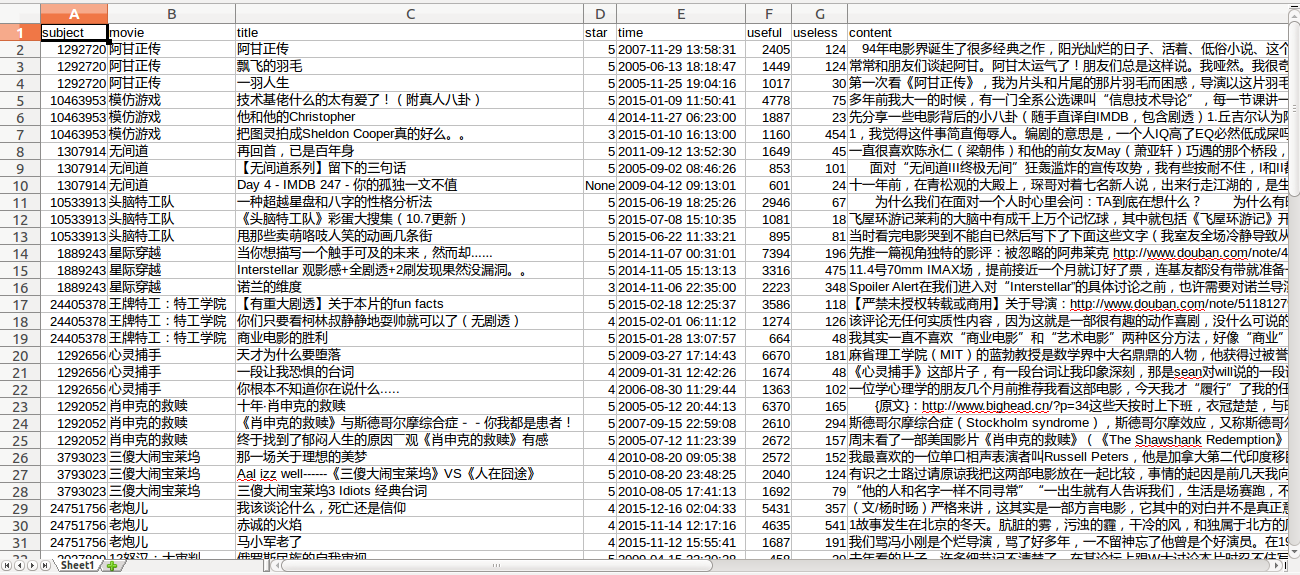 A B C D E F G
1 subject movie title star time useful useless content
2 1292720 阿甘正传 阿甘正传 5 2007-11-29 13:58:31 2405 124 94年电影界诞生了很多经典之作，阳光灿烂的日子、活着、低俗小说、这个
3 1292720 阿甘正传 飘飞的羽毛 5 2005-06-13 18:18:47 1449 124 常常和朋友们谈起阿甘。阿甘太运气了！朋友们总是这样说。我哑然。我很奇
4 1292720 阿甘正传 一羽人生 5 2005-11-25 19:04:16 1017 30 第一次看《阿甘正传》，我为片头和片尾的那片羽毛而困惑，导演以这片羽毛
5 10463953 模仿游戏 技术基佬什么的太有爱了！（附真人八卦） 5 2015-01-09 11:50:41 4778 75 多年前我大一的时候，有一门全系公选课叫“信息技术导论”，每一节课讲一
6 10463953 模仿游戏 他和他的Christopher 4 2014-11-27 06:23:00 1887 23 先分享一些电影背后的小八卦（随手直译自IMDB，包含剧透）1.丘吉尔认为
7 10463953 模仿游戏 把图灵拍成Sheldon Cooper真的好么。。 3 2015-01-10 16:13:00 1160 454 1，我觉得这件事简直侮辱人。编剧的意思是，一个人IQ高了EQ必然低成屎吗
8 1307914 无间道 再回首，已是百年身 5 2011-09-12 13:52:30 1649 45 一直很喜欢陈永仁（梁朝伟）和他的前女友May（萧亚轩）巧遇的那个桥段，
9 1307914 无间道 【无间道系列】留下的三句话 5 2005-09-02 08:46:26 853 101 面对“无间道III终极无间”狂轰滥炸的宣传攻势，我有些按耐不住，I和II都
10 1307914 无间道 Day 4 - IMDB 247 - 你的孤独一文不值 None 2009-04-12 09:13:01 601 24 十一年前，在青松观的大殿上，琛哥对着七名新人说，出来行走江湖的，是生
11 10533913 头脑特工队 一种超越星盘和八字的性格分析法 5 2015-06-19 18:25:26 2946 67 为什么我们在面对一个人时心里会问：TA到底在想什么？ 为什么有时
12 10533913 头脑特工队 《头脑特工队》彩蛋大搜集（10.7更新） 5 2015-07-08 15:10:35 1081 18 飞屋环游记茉莉的大脑中有成千上万个记忆球，其中就包括《飞屋环游记》开
13 10533913 头脑特工队 甩那些卖萌咯吱人笑的动画几条街 5 2015-06-22 11:33:21 895 81 当时看完电影哭到不能自已然后写下了下面这些文字（我室友全场冷静导致从
14 1889243 星际穿越 当你想描写一个触手可及的未来，然而却...... 5 2014-11-07 00:31:01 7394 196 先推一篇视角独特的影评：被忽略的阿弗莱克 http://www.douban.com/note/4
15 1889243 星际穿越 Interstellar 观影感+全剧透+2刷发现果然没漏洞。。 5 2014-11-05 15:13:13 3316 475 11.4号70mm IMAX场，提前接近一个月就订好了票，连基友都没有带就准备一
16 1889243 星际穿越 诺兰的维度 3 2014-11-06 22:35:00 2223 348 Spoiler Alert在我们进入对“Interstellar”的具体讨论之前，也许需要对诺兰导演
17 24405378 王牌特工：特工学院 【有重大剧透】关于本片的fun facts 5 2015-02-18 12:25:37 3586 118 【严禁未授权转载或商用】关于导演：http://www.douban.com/note/5118127
18 24405378 王牌特工：特工学院 你们只要看柯林叔静静地耍帅就可以了（无剧透） 4 2015-02-01 06:11:12 1274 126 该评论无任何实质性内容，因为这就是一部很有趣的动作喜剧，没什么可说的
19 24405378 王牌特工：特工学院 商业电影的胜利 5 2015-01-28 13:07:57 664 48 我其实一直不喜欢“商业电影”和“艺术电影”两种区分方法，好像“商业”
20 1292656 心灵捕手 天才为什么要堕落 5 2009-03-27 17:14:43 6670 181 麻省理工学院（MIT）的蓝勃教授是数学界中大名鼎鼎的人物，他获得过被誉
21 1292656 心灵捕手 一段让我恐惧的台词 4 2009-01-31 12:42:26 1674 48 《心灵捕手》这部片子，有一段台词让我印象深刻，那是sean对will说的一段话
22 1292656 心灵捕手 你根本不知道你在说什么..... 4 2006-08-30 11:29:44 1363 102 一位学心理学的朋友几个月前推荐我看这部电影，今天我才“履行”了我的任
23 1292052 肖申克的救赎 十年·肖申克的救赎 5 2005-05-12 20:44:13 6370 165 {原文}：http://www.bighead.cn/?p=34这些天按时上下班，衣冠楚楚，与时
24 1292052 肖申克的救赎 《肖申克的救赎》与斯德哥尔摩综合症－－你我都是患者！ 5 2007-09-15 22:59:08 2610 294 斯德哥尔摩综合症（Stockholm syndrome），斯德哥尔摩效应，又称斯德哥尔
25 1292052 肖申克的救赎 终于找到了郁闷人生的原因￣观《肖申克的救赎》有感 5 2005-07-12 11:23:39 2672 157 周末看了一部美国影片《肖申克的救赎》（《The Shawshank Redemption》
26 3793023 三傻大闹宝莱坞 那一场关于理想的美梦 4 2010-08-20 09:05:38 2572 152 我最喜欢的一位单口相声表演者叫Russell Peters，他是加拿大第二代印度移民
27 3793023 三傻大闹宝莱坞 Aal izz well------《三傻大闹宝莱坞》VS《人在囧途》 5 2010-08-20 23:48:25 2040 124 有识之士路过请原谅我把这两部电影放在一起比较，事情的起因是前几天我向
28 3793023 三傻大闹宝莱坞 三傻大闹宝莱坞3 Idiots 经典台词 5 2010-08-05 17:41:13 1692 79 “他的人和名字一样不同寻常”“一出生就有人告诉我们，生活是场赛跑，不
29 24751756 老炮儿 我该谈论什么，死亡还是信仰 4 2015-12-16 02:04:33 5431 357 （文/杨时旸）严格来讲，这其实是一部方言电影，它其中的对白并不是真正意
30 24751756 老炮儿 赤诚的火焰 4 2015-11-14 12:17:16 4635 541 1故事发生在北京的冬天。肮脏的雾，污浊的霾，干冷的风，和独属于北方的
31 24751756 老炮儿 马小军老了 4 2015-11-12 15:55:41 1687 191 我们骂冯小刚是个烂导演，骂了好多年，一不留神忘了他曾是个好演员。在19
Sheet1